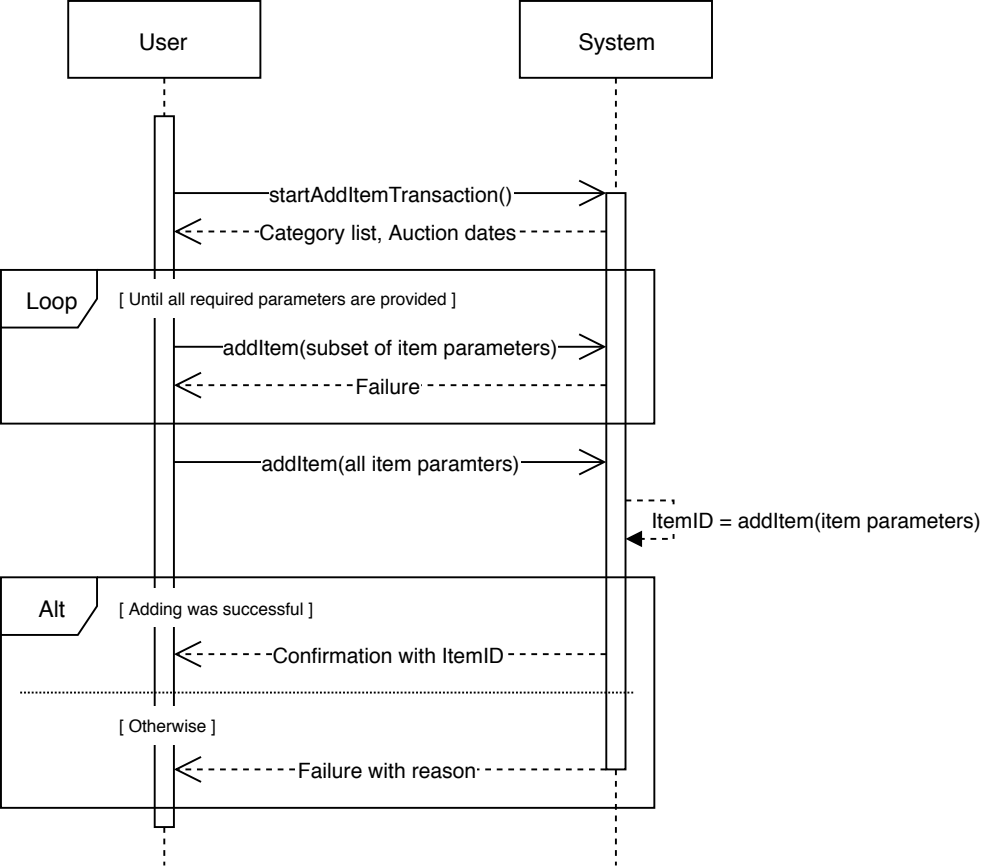 User
System
startAddItemTransaction()
Category list, Auction dates
Loop
[ Until all required parameters are provided ]
addItem(subset of item parameters)
Failure
addItem(all item paramters)
ItemID = addItem(item parameters)
Alt
[ Adding was successful ]
Confirmation with ItemID
[ Otherwise ]
Failure with reason